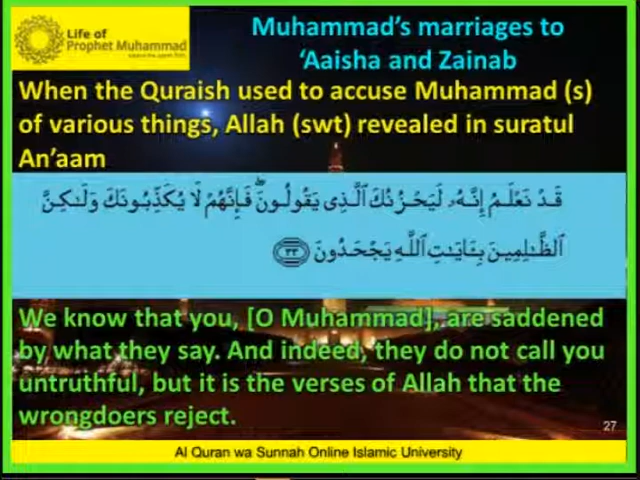 Life of
Prophet Muhammad
Muhammad's marriages to
'Aaisha and Zainab
When the Quraish used to accuse Muhammad (s)
of various things, Allah (swt) revealed in suratul
An'aam
قَدْ نَعْلَمُ إِنَّهُۥ لَيَحْزُنُكَ ٱلَّذِى يَقُولُونَ ۖ فَإِنَّهُمْ لَا يُكَذِّبُونَكَ وَلَـٰكِنَّ
ٱلظَّـٰلِمِينَ بِـَٔايَـٰتِ ٱللَّهِ يَجْحَدُونَ ٣٣
We know that you, [O Muhammad], are saddened
by what they say. And indeed, they do not call you
untruthful, but it is the verses of Allah that the
wrongdoers reject.
27
Al Quran wa Sunnah Online Islamic University